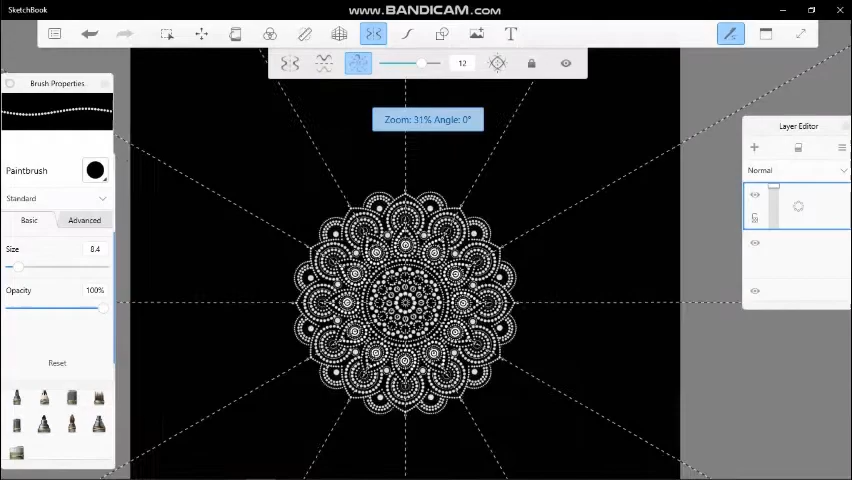 SketchBook
www.BANDICAM.com
12
Brush Properties
Zoom: 31% Angle: 0°
Layer Editor
Paintbrush
Normal
Standard
Basic
Advanced
Size
8.4
Opacity
100%
Reset